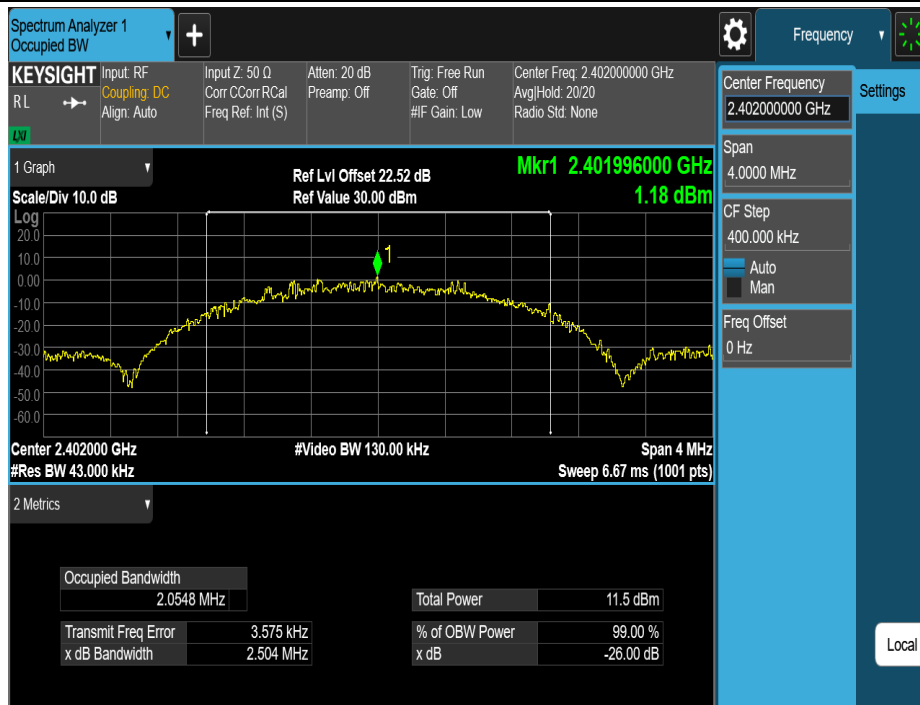 Spectrum Analyzer 1
Occupied BW
+
Frequency
KEYSIGHT
RL
LXI
Input: RF
Coupling: DC
Align: Auto
Input Z: 50 Ω
Corr CCorr RCal
Freq Ref: Int (S)
Atten: 20 dB
Preamp: Off
Trig: Free Run
Gate: Off
#IF Gain: Low
Center Freq: 2.402000000 GHz
Avg|Hold: 20/20
Radio Std: None
Center Frequency
2.402000000 GHz
Settings
Span
4.0000 MHz
CF Step
400.000 kHz
Auto
Man
Freq Offset
0 Hz
Local
1 Graph
Scale/Div 10.0 dB
Ref Lvl Offset 22.52 dB
Ref Value 30.00 dBm
Mkr1 2.401996000 GHz
1.18 dBm
Log
20.0
10.0
0.00
-10.0
-20.0
-30.0
-40.0
-50.0
-60.0
1
Center 2.402000 GHz
#Video BW 130.00 kHz
Span 4 MHz
#Res BW 43.000 kHz
Sweep 6.67 ms (1001 pts)
2 Metrics
Occupied Bandwidth
2.0548 MHz
Total Power 11.5 dBm
Transmit Freq Error 3.575 kHz
% of OBW Power 99.00 %
x dB Bandwidth 2.504 MHz
x dB -26.00 dB